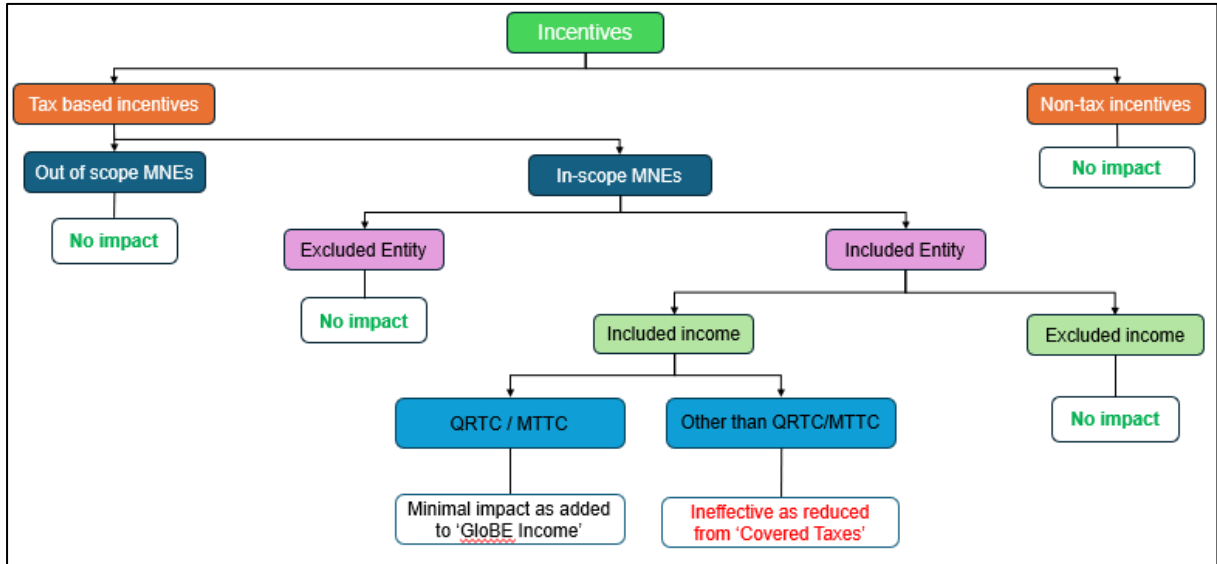 Incentives
Tax based incentives
Non-tax incentives
Out of scope MNEs
In-scope MNEs
No impact
No impact
Excluded Entity
Included Entity
No impact
Included income
Excluded income
QRTC / MTTC
Other than QRTC/MTTC
No impact
Minimal impact as added
to ‘GloBE Income’
Ineffective as reduced
from ‘Covered Taxes’